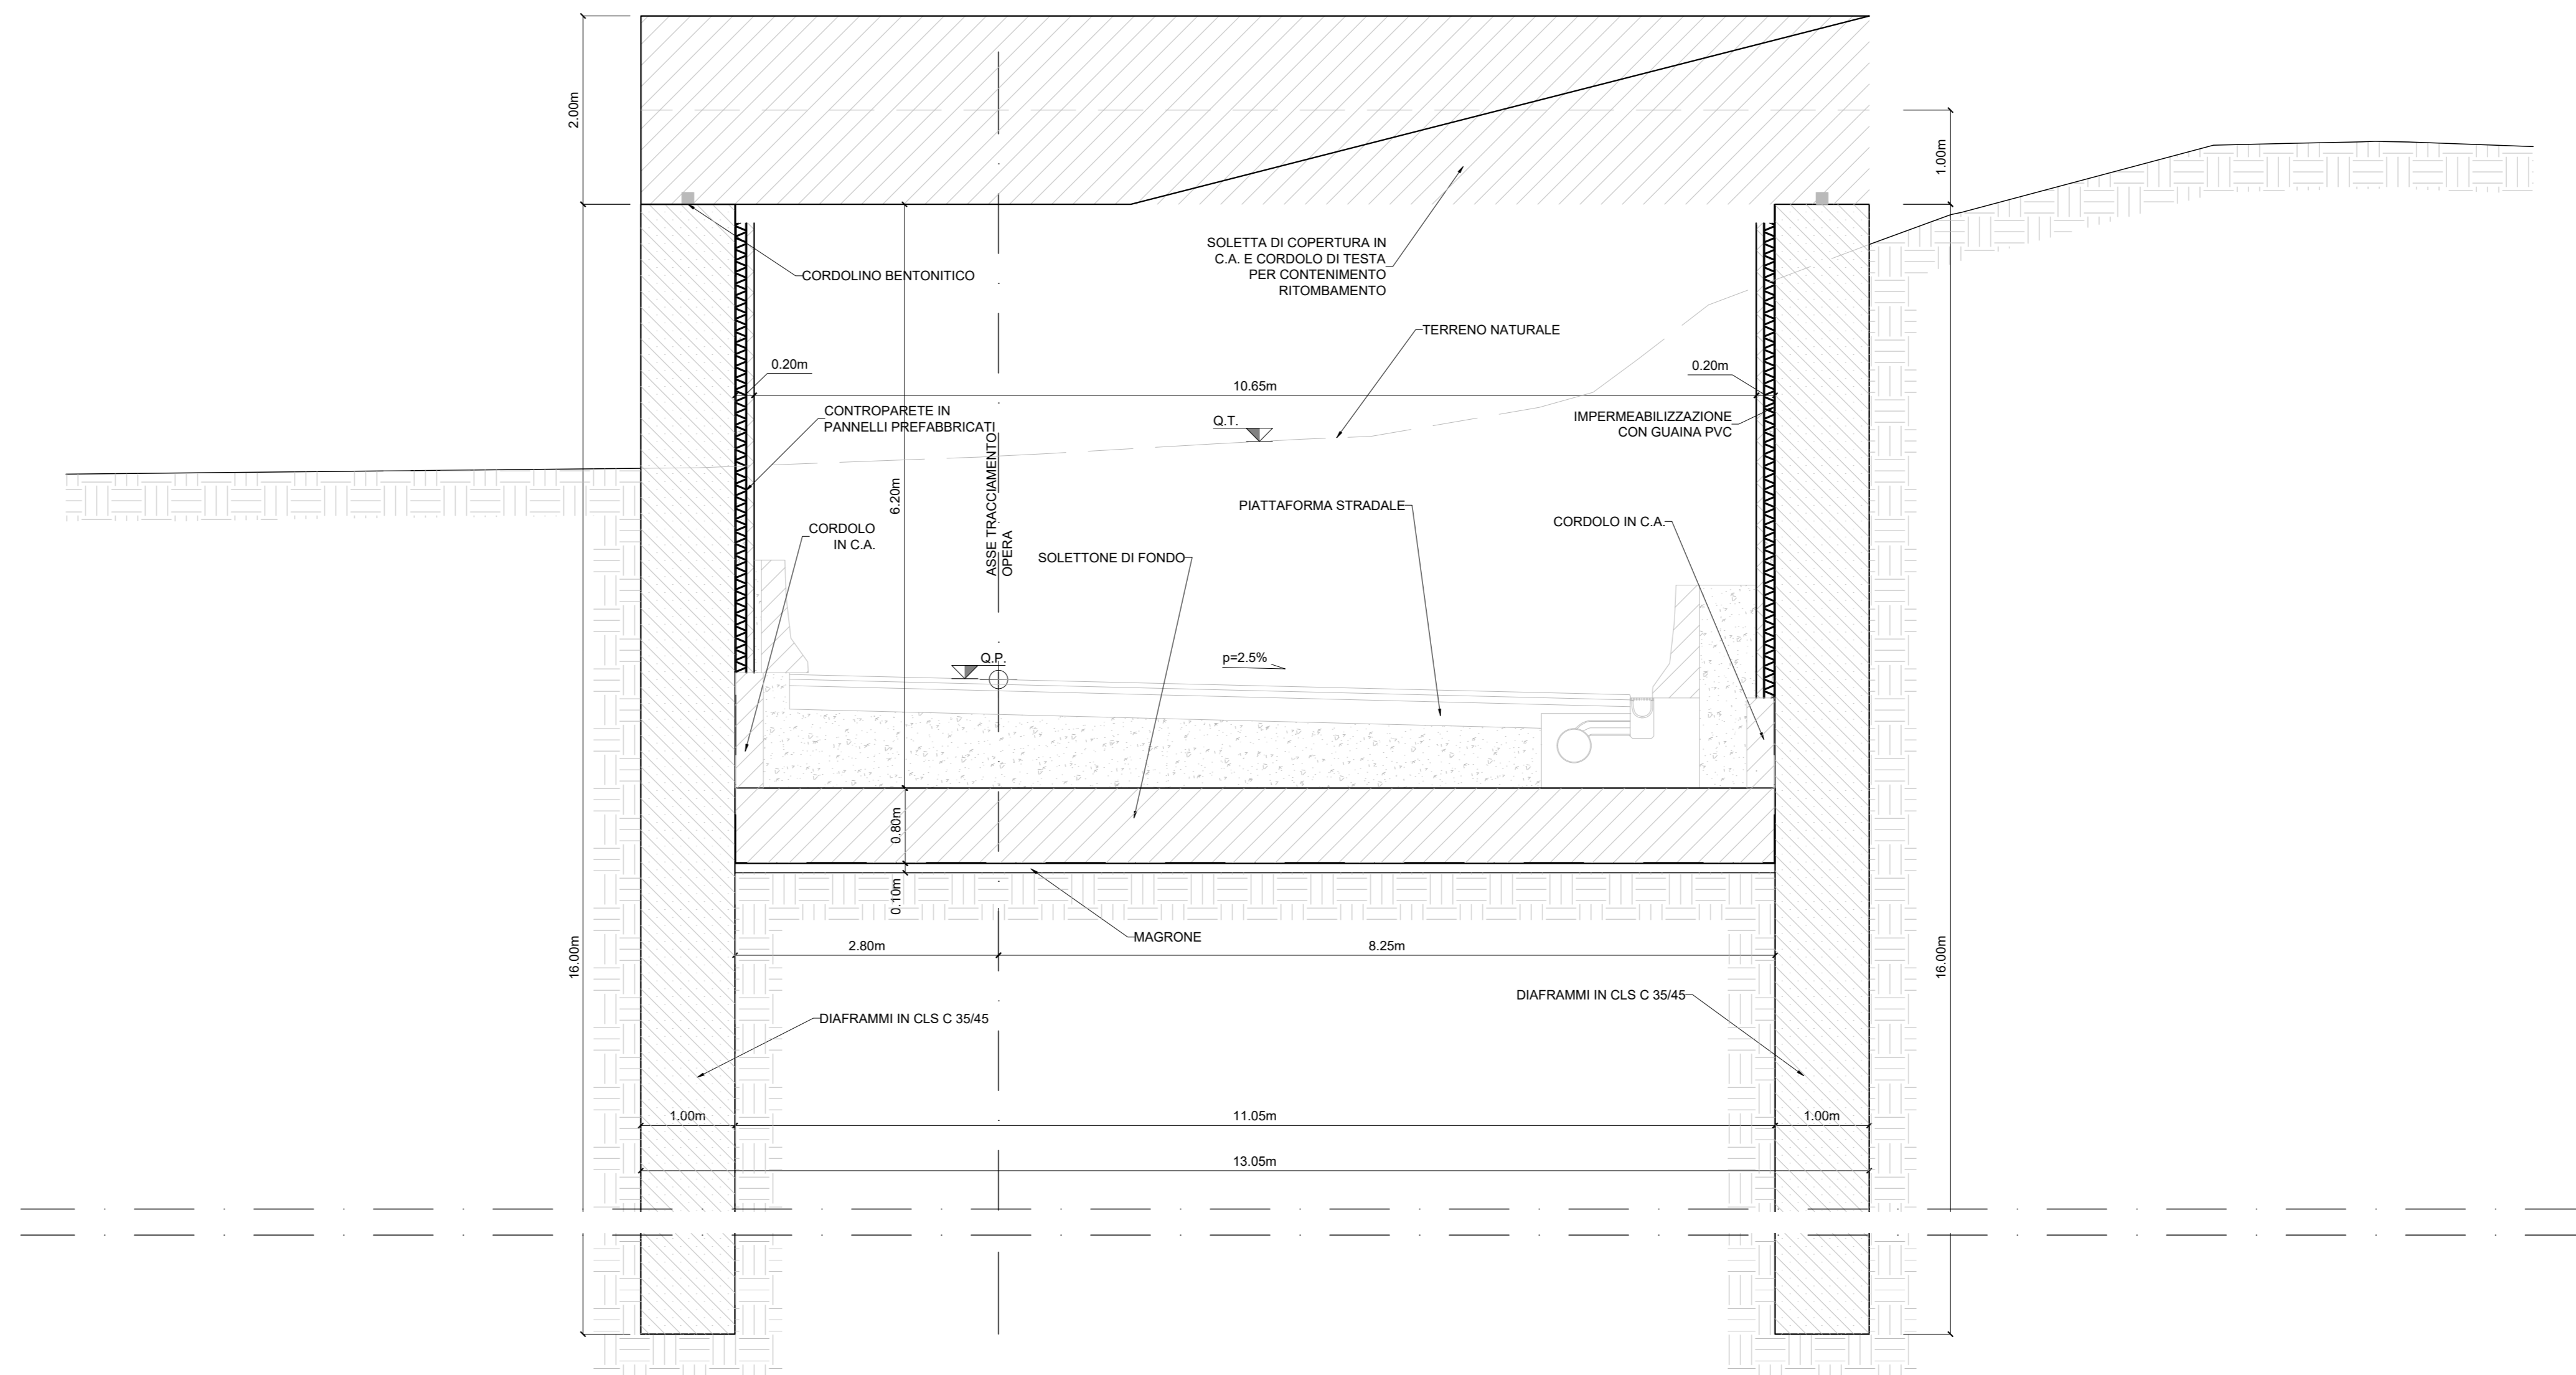 2.00m
1.00m
CORDOLINO BENTONITICO
SOLETTA DI COPERTURA IN
C.A. E CORDOLO DI TESTA
PER CONTENIMENTO
RITOMBAMENTO
TERRENO NATURALE
0.20m
10.65m
0.20m
CONTROPARETE IN
PANNELLI PREFABBRICATI
Q.T.
IMPERMEABILIZZAZIONE
CON GUAINA PVC
6.20m
ASSE TRACCIAMENTO
OPERA
PIATTAFORMA STRADALE
CORDOLO
IN C.A.
CORDOLO IN C.A.
SOLETTONE DI FONDO
Q.P.
p=2.5%
0.80m
0.10m
MAGRONE
2.80m
8.25m
16.00m
16.00m
DIAFRAMMI IN CLS C 35/45
DIAFRAMMI IN CLS C 35/45
1.00m
11.05m
1.00m
13.05m